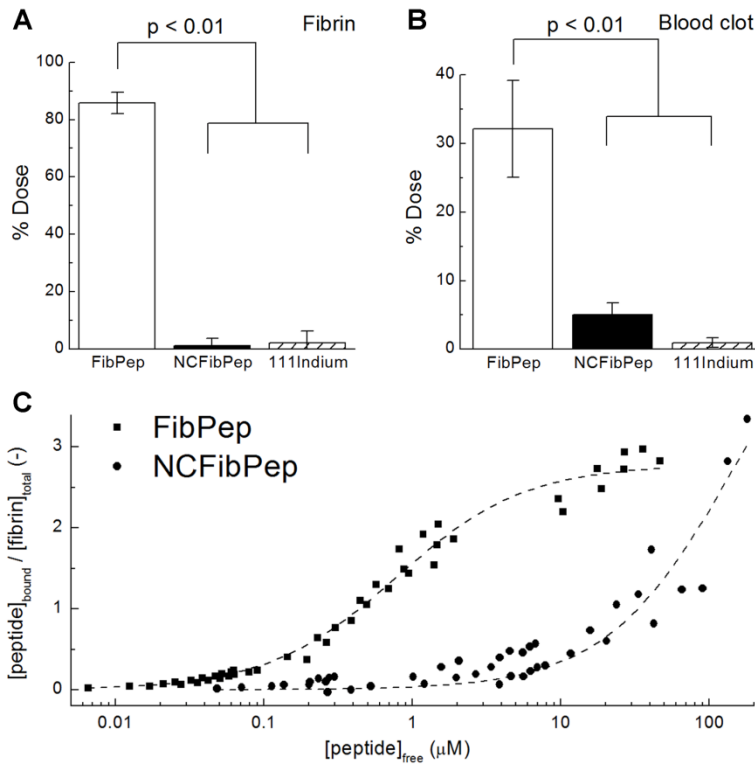 A
p < 0.01
Fibrin
100
80
60
40
20
0
% Dose
FibPep
NCFibPep
111Indium
B
p < 0.01
Blood clot
40
30
20
10
0
% Dose
FibPep
NCFibPep
111Indium
C
FibPep
NCFibPep
3
2
1
0
[peptide]bound / [fibrin]total (-)
0.01
0.1
1
10
100
[peptide]free (μM)